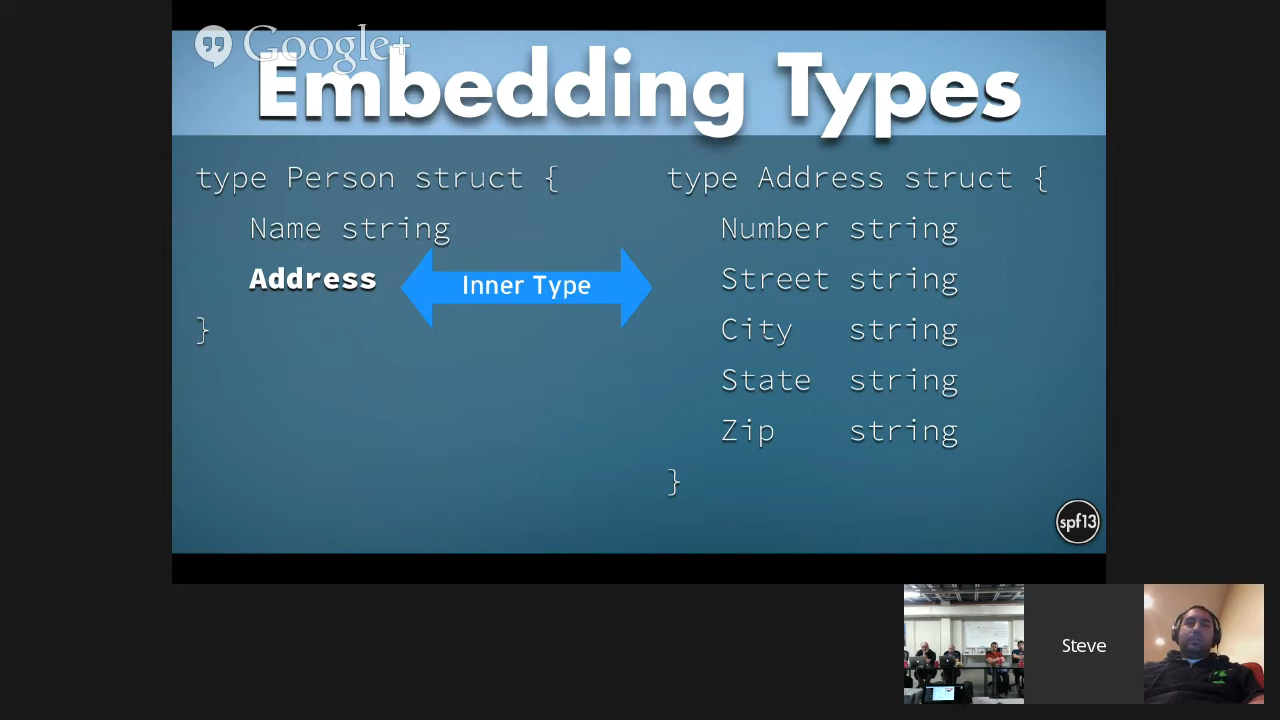 Google+
Embedding Types
type Person struct {
Name string
Address
}
Inner Type
type Address struct {
Number string
Street string
City string
State string
Zip string
}
spf13
Steve